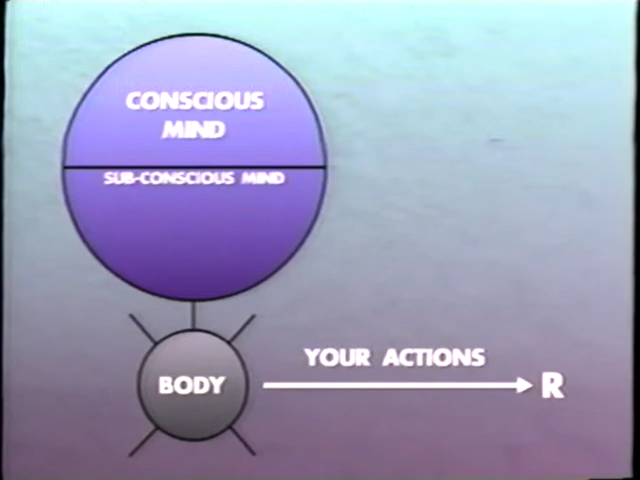 CONSCIOUS
MIND
SUB-CONSCIOUS MIND
BODY
YOUR ACTIONS
R